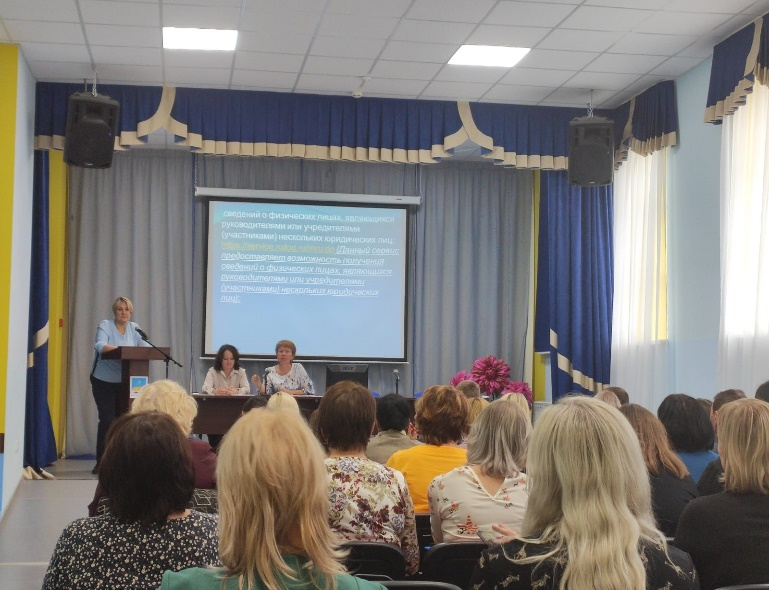 сведений о физических лицах, являющихся
руководителями или учредителями
(участниками) нескольких юридических лиц
(Данный сервис
предоставляет возможность получения
сведений о физических лицах, являющихся
руководителями или учредителями
(участниками) нескольких юридических
лиц);